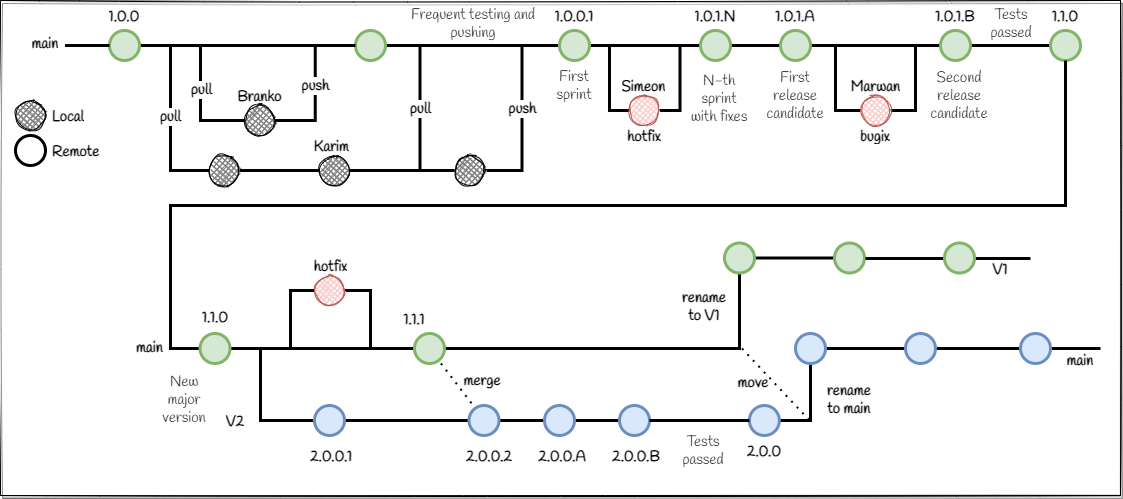 1.0.0
Frequent testing and
pushing
1.0.0.1
1.0.1.N
1.0.1.A
1.0.1.B
Tests
passed
1.1.0
main
pull
Branko
push
pull
Karim
pull
push
First
sprint
Simeon
hotfix
N-th
sprint
with fixes
First
release
candidate
Marwan
bugix
Second
release
candidate
Local
Remote
hotfix
rename
to V1
V1
main
1.1.0
1.1.1
New
major
version
V2
merge
move
rename
to main
main
2.0.0.1
2.0.0.2
2.0.0.A
2.0.0.B
Tests
passed
2.0.0